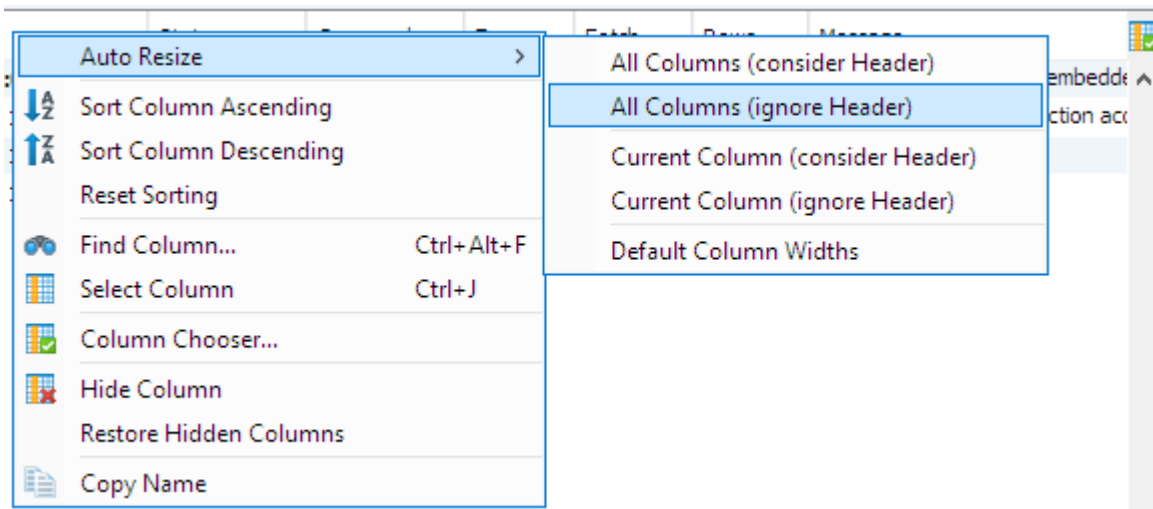 Auto Resize
Sort Column Ascending
Sort Column Descending
Reset Sorting
Find Column... Ctrl+Alt+F
Select Column Ctrl+J
Column Chooser...
Hide Column
Restore Hidden Columns
Copy Name
All Columns (consider Header)
All Columns (ignore Header)
Current Column (consider Header)
Current Column (ignore Header)
Default Column Widths